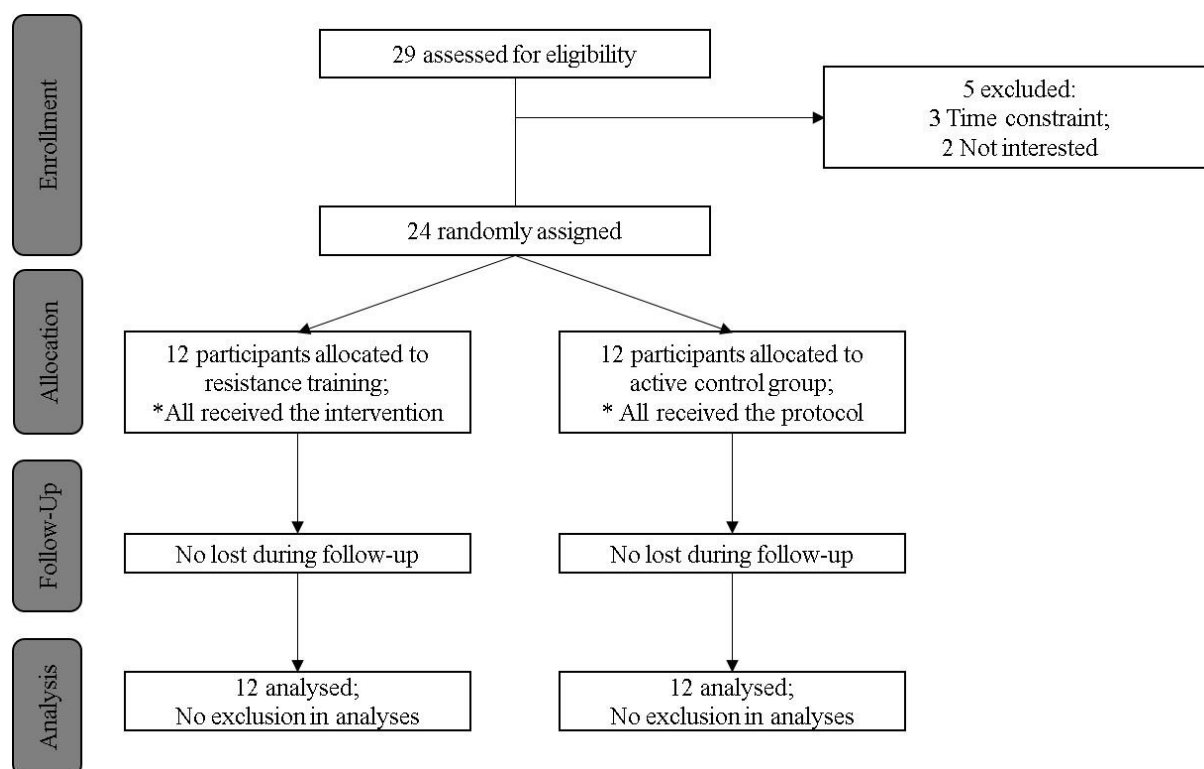 Enrollment
29 assessed for eligibility
5 excluded:
3 Time constraint;
2 Not interested
24 randomly assigned
Allocation
12 participants allocated to
resistance training;
*All received the intervention
12 participants allocated to
active control group;
* All received the protocol
Follow-Up
No lost during follow-up
No lost during follow-up
Analysis
12 analysed;
No exclusion in analyses
12 analysed;
No exclusion in analyses